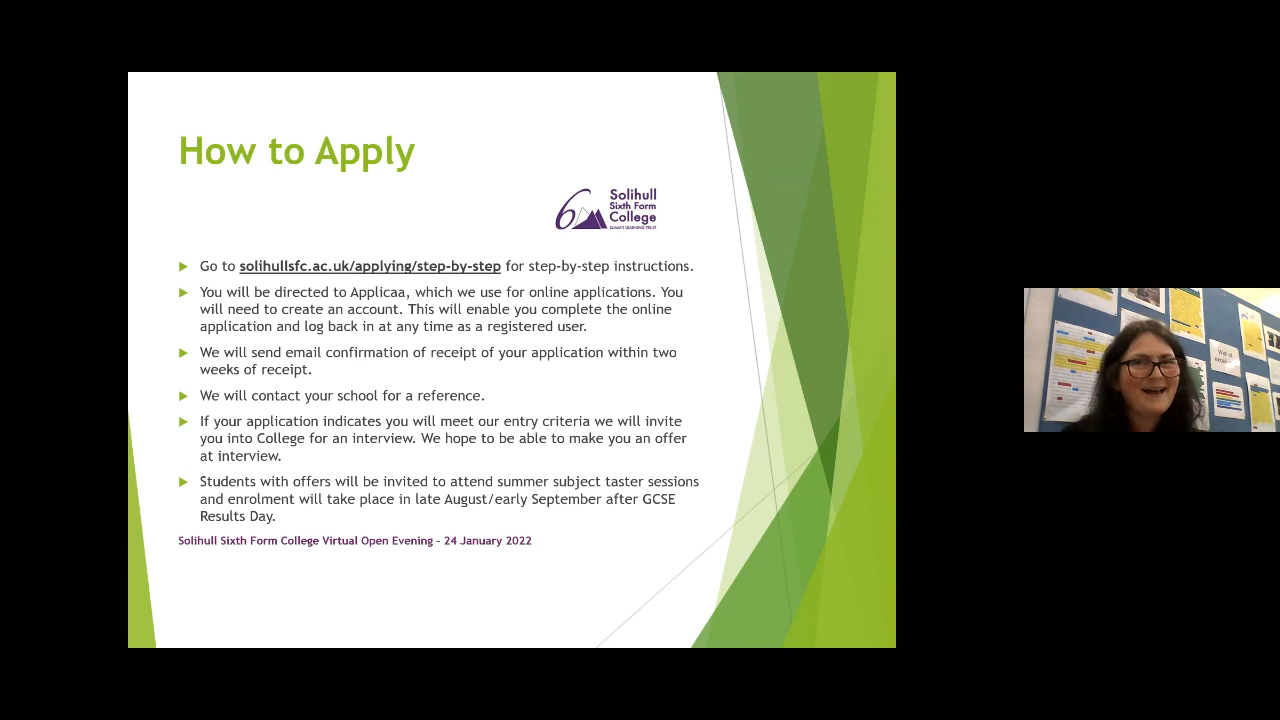 How to Apply
Solihull
Sixth Form
College
SUMMIT LEARNING TRUST
Go to solihullsfc.ac.uk/applying/step-by-step for step-by-step instructions.
You will be directed to Applicaa, which we use for online applications. You
will need to create an account. This will enable you complete the online
application and log back in at any time as a registered user.
We will send email confirmation of receipt of your application within two
weeks of receipt.
We will contact your school for a reference.
If your application indicates you will meet our entry criteria we will invite
you into College for an interview. We hope to be able to make you an offer
at interview.
Students with offers will be invited to attend summer subject taster sessions
and enrolment will take place in late August/early September after GCSE
Results Day.
Solihull Sixth Form College Virtual Open Evening – 24 January 2022